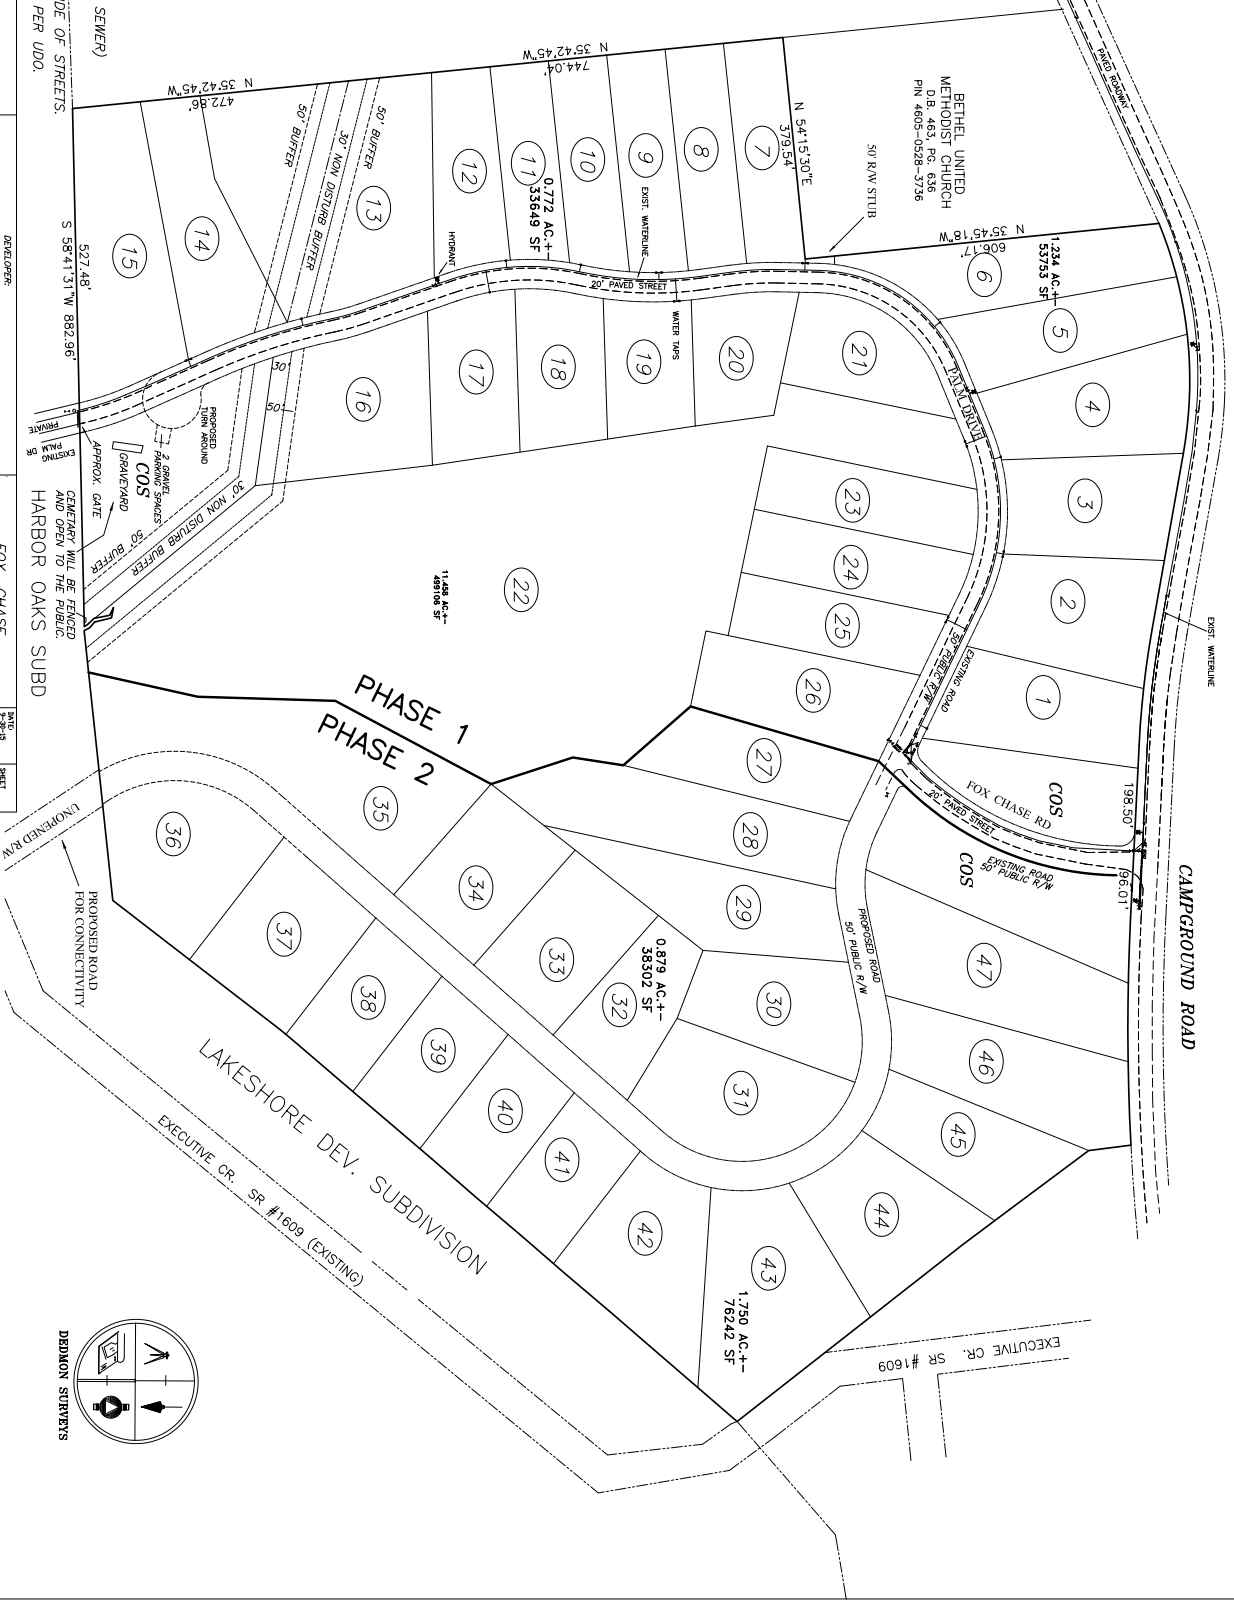 SEWER)
IDE OF STREETS.
PER UDO.
DEVELOPER:
FOX CHASE
DATE:
9-30-15
SHEET
CAMPGROUND ROAD
PAVED ROADWAY
EXIST. WATERLINE
BETHEL UNITED
METHODIST CHURCH
D.B. 463, PG. 636
PIN 4605-0528-3736
50' R/W STUB
N 54°15'30"E
379.54'
N 35°45'18"W
606.17'
1.234 AC.+-
53753 SF
N 35°42'45"W
744.04'
N 35°42'45"W
472.86'
0.772 AC.+-
33649 SF
EXIST. WATERLINE
20' PAVED STREET
WATER TAPS
HYDRANT
PALM DRIVE
1
2
3
4
5
6
7
8
9
10
11
12
13
14
15
16
17
18
19
20
21
22
23
24
25
26
50' BUFFER
30' NON DISTURB BUFFER
50' BUFFER
527.48'
S 58°41'31"W 882.96'
30'
50'
PRIVATE
EXISTING
PALM DR
PROPOSED
TURN AROUND
2 GRAVEL
PARKING SPACES
COS
GRAVEYARD
APPROX. GATE
30' NON DISTURB BUFFER
50' BUFFER
CEMETARY WILL BE FENCED
AND OPEN TO THE PUBLIC.
HARBOR OAKS SUBD
11.458 AC.+-
499106 SF
EXISTING ROAD
50' PUBLIC R/W
FOX CHASE RD
20' PAVED STREET
COS
198.50'
96.01'
EXISTING ROAD
50' PUBLIC R/W
COS
PHASE 1
PHASE 2
27
28
29
30
31
32
33
34
35
36
37
38
39
40
41
42
43
44
45
46
47
0.879 AC.+-
38302 SF
1.750 AC.+-
76242 SF
PROPOSED ROAD
50' PUBLIC R/W
UNOPENED R/W
PROPOSED ROAD
FOR CONNECTIVITY
LAKESHORE DEV. SUBDIVISION
EXECUTIVE CR. SR #1609 (EXISTING)
EXECUTIVE CR. SR #1609
DEDMON SURVEYS